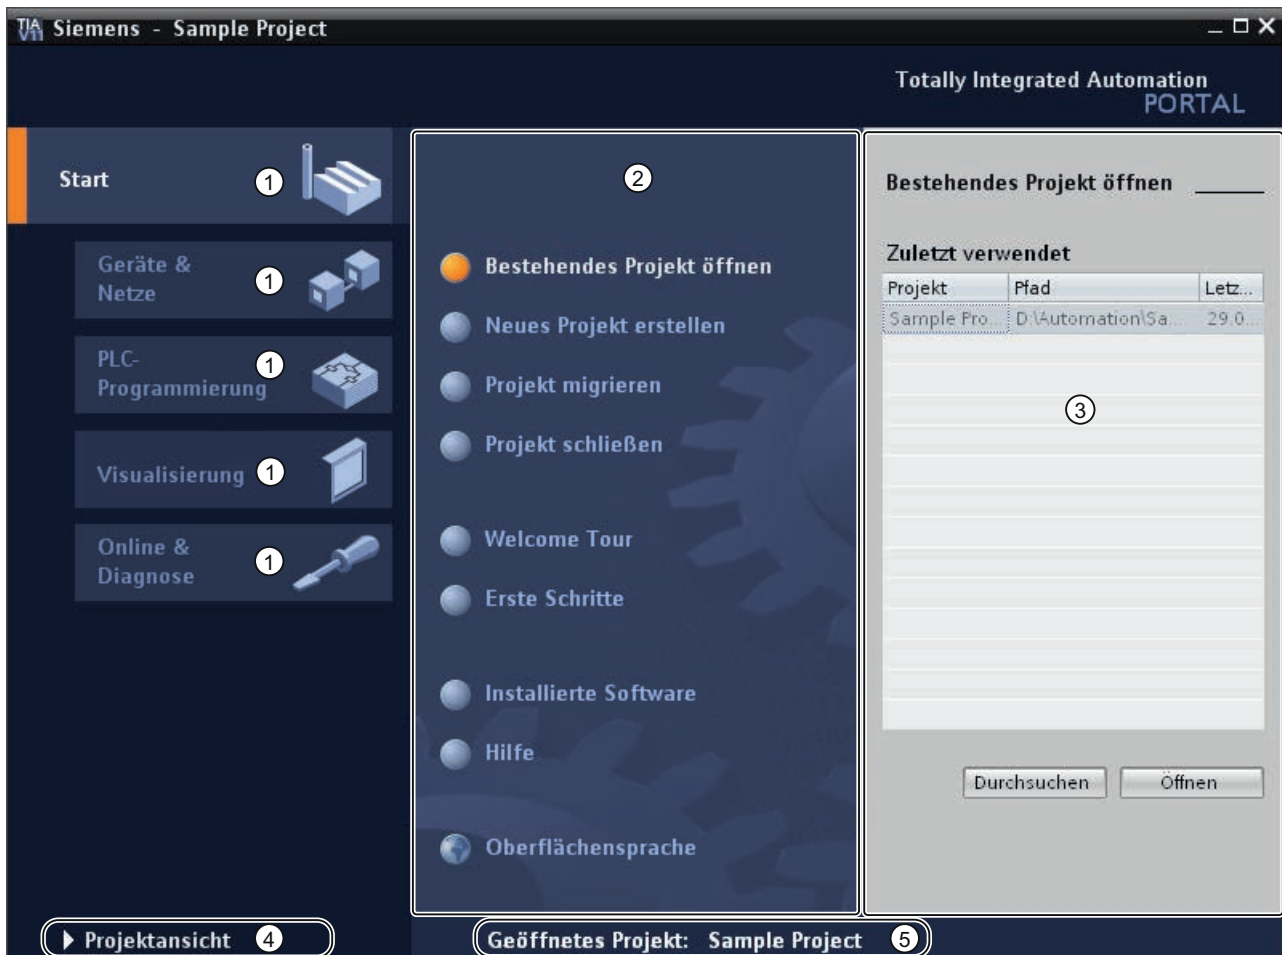 TIA V11 Siemens - Sample Project
Totally Integrated Automation
PORTAL
Start 1
Geräte &
Netze 1
PLC-
Programmierung 1
Visualisierung 1
Online &
Diagnose 1
2
Bestehendes Projekt öffnen
Neues Projekt erstellen
Projekt migrieren
Projekt schließen
Welcome Tour
Erste Schritte
Installierte Software
Hilfe
Oberflächensprache
Bestehendes Projekt öffnen
Zuletzt verwendet
Projekt Pfad Letz...
Sample Pro... D:\Automation\Sa... 29.0...
3
Durchsuchen Öffnen
Projektansicht 4
Geöffnetes Projekt: Sample Project 5